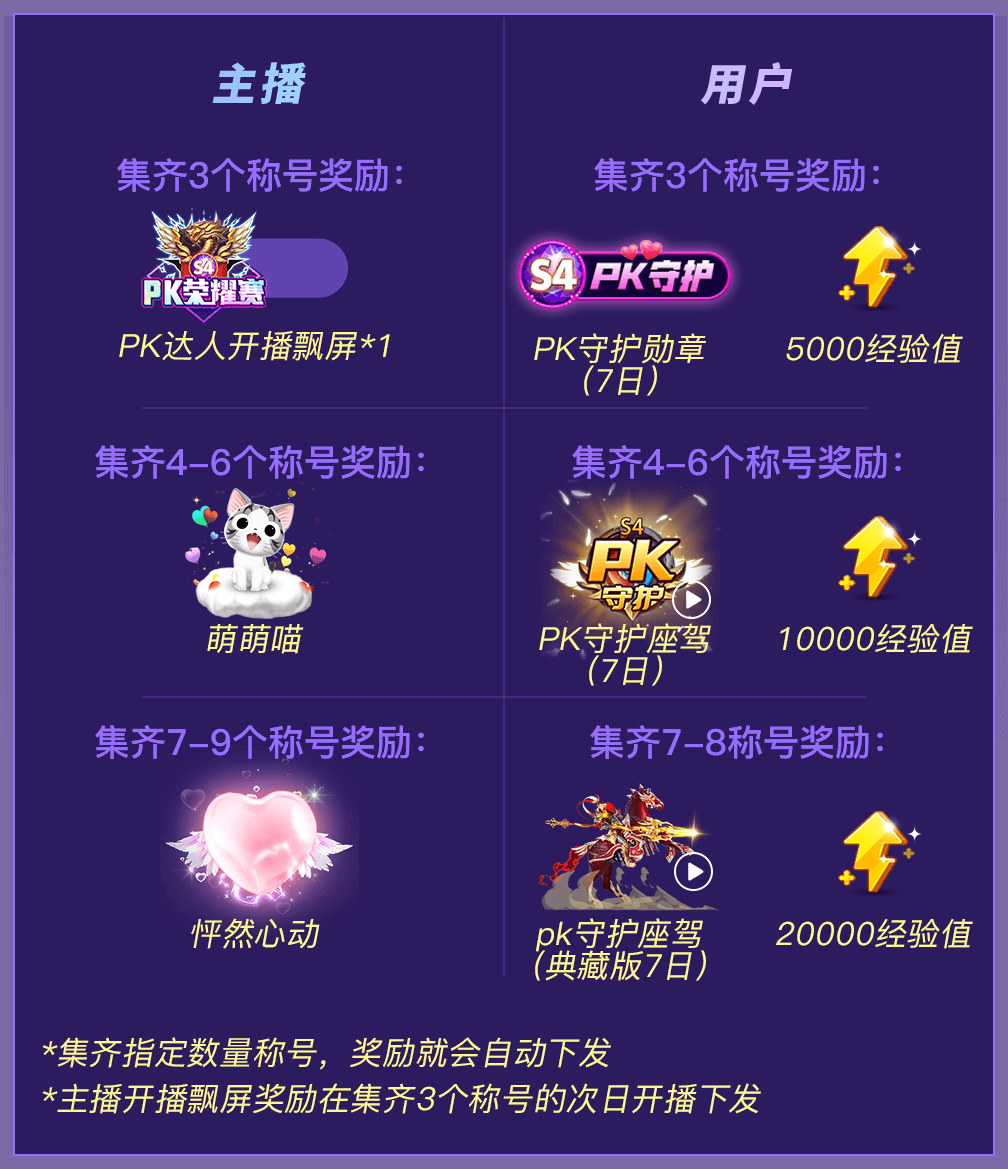 主播
用户
集齐3个称号奖励：
集齐3个称号奖励：
S4
PK荣耀赛
S4 PK守护
PK达人开播飘屏*1
PK守护勋章
（7日）
5000经验值
集齐4-6个称号奖励：
集齐4-6个称号奖励：
S4
PK
守护
萌萌喵
PK守护座驾
（7日）
10000经验值
集齐7-9个称号奖励：
集齐7-8称号奖励：
怦然心动
pk守护座驾
（典藏版7日）
20000经验值
*集齐指定数量称号，奖励就会自动下发
*主播开播飘屏奖励在集齐3个称号的次日开播下发